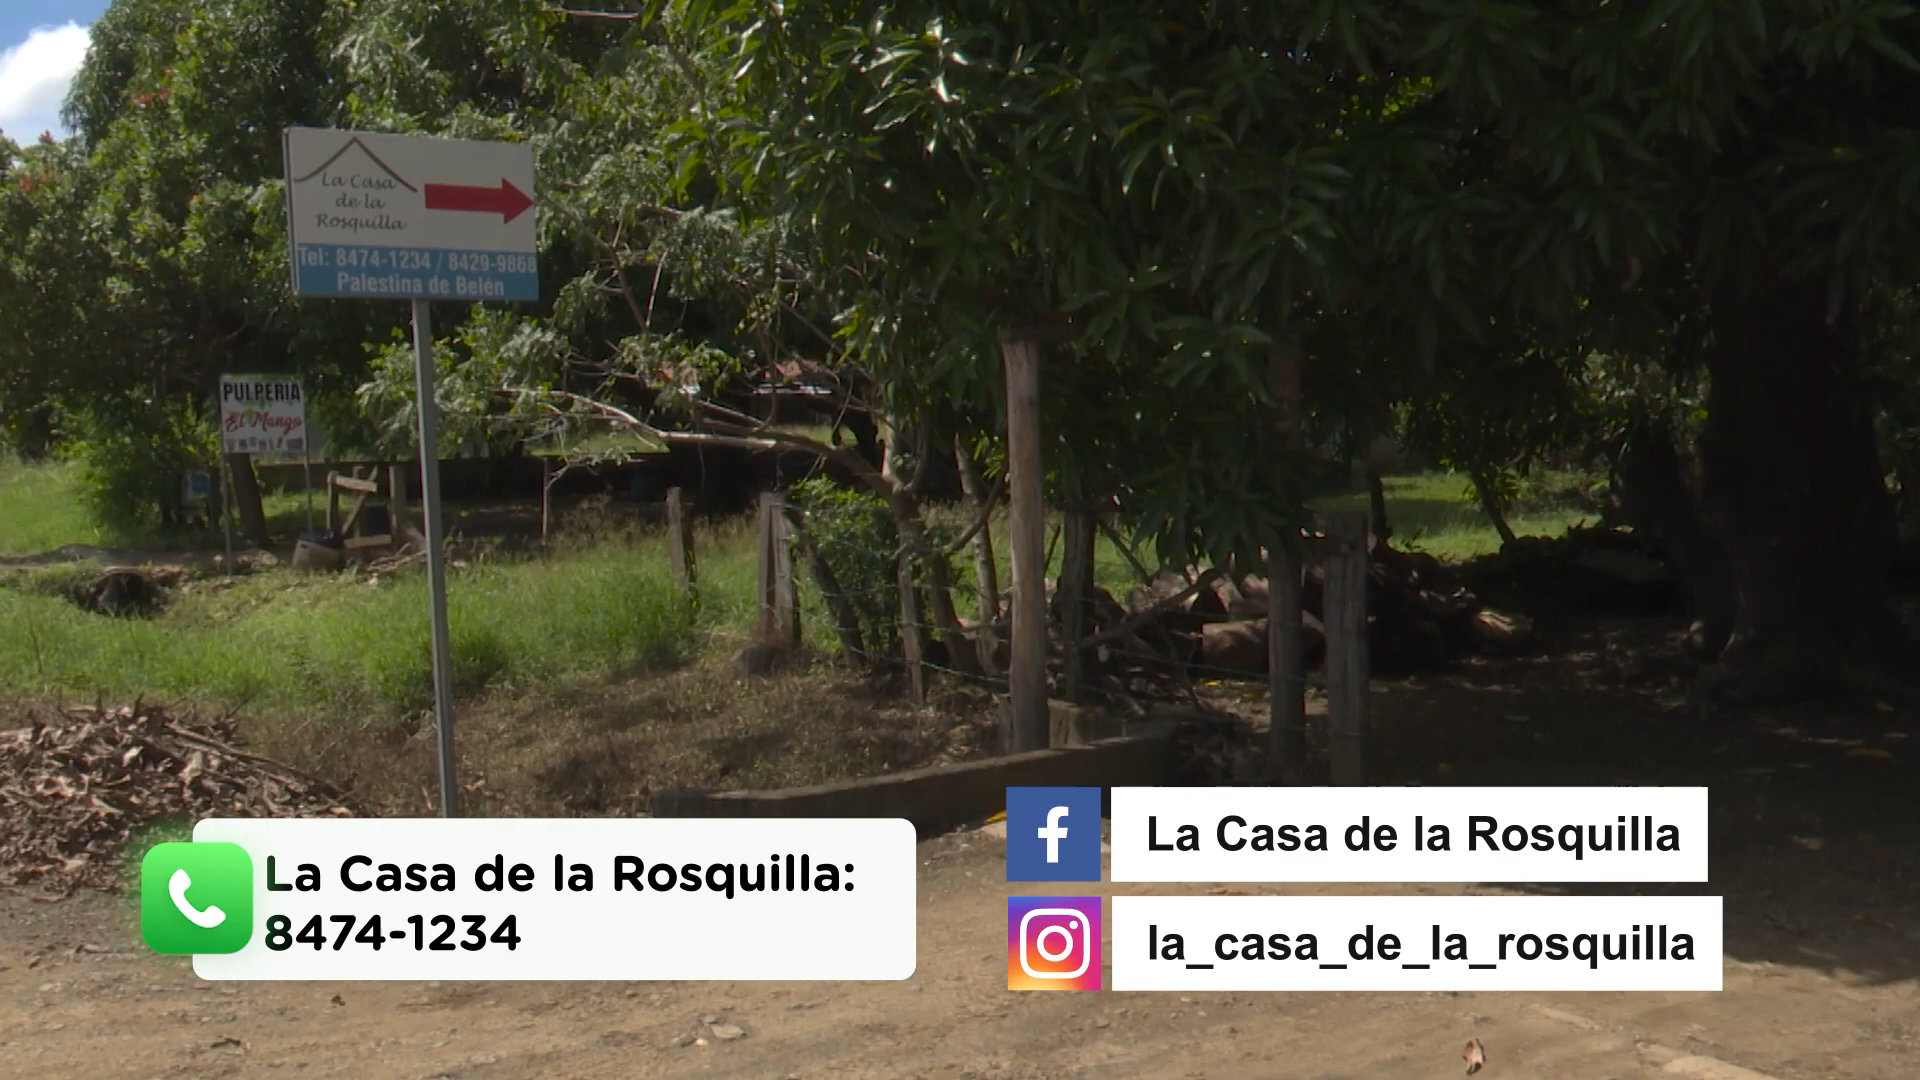 La Casa
de la
Rosquilla
Tel: 8474-1234 / 8429-9868
Palestina de Belén
PULPERIA
El Mango
La Casa de la Rosquilla:
8474-1234
La Casa de la Rosquilla
la_casa_de_la_rosquilla